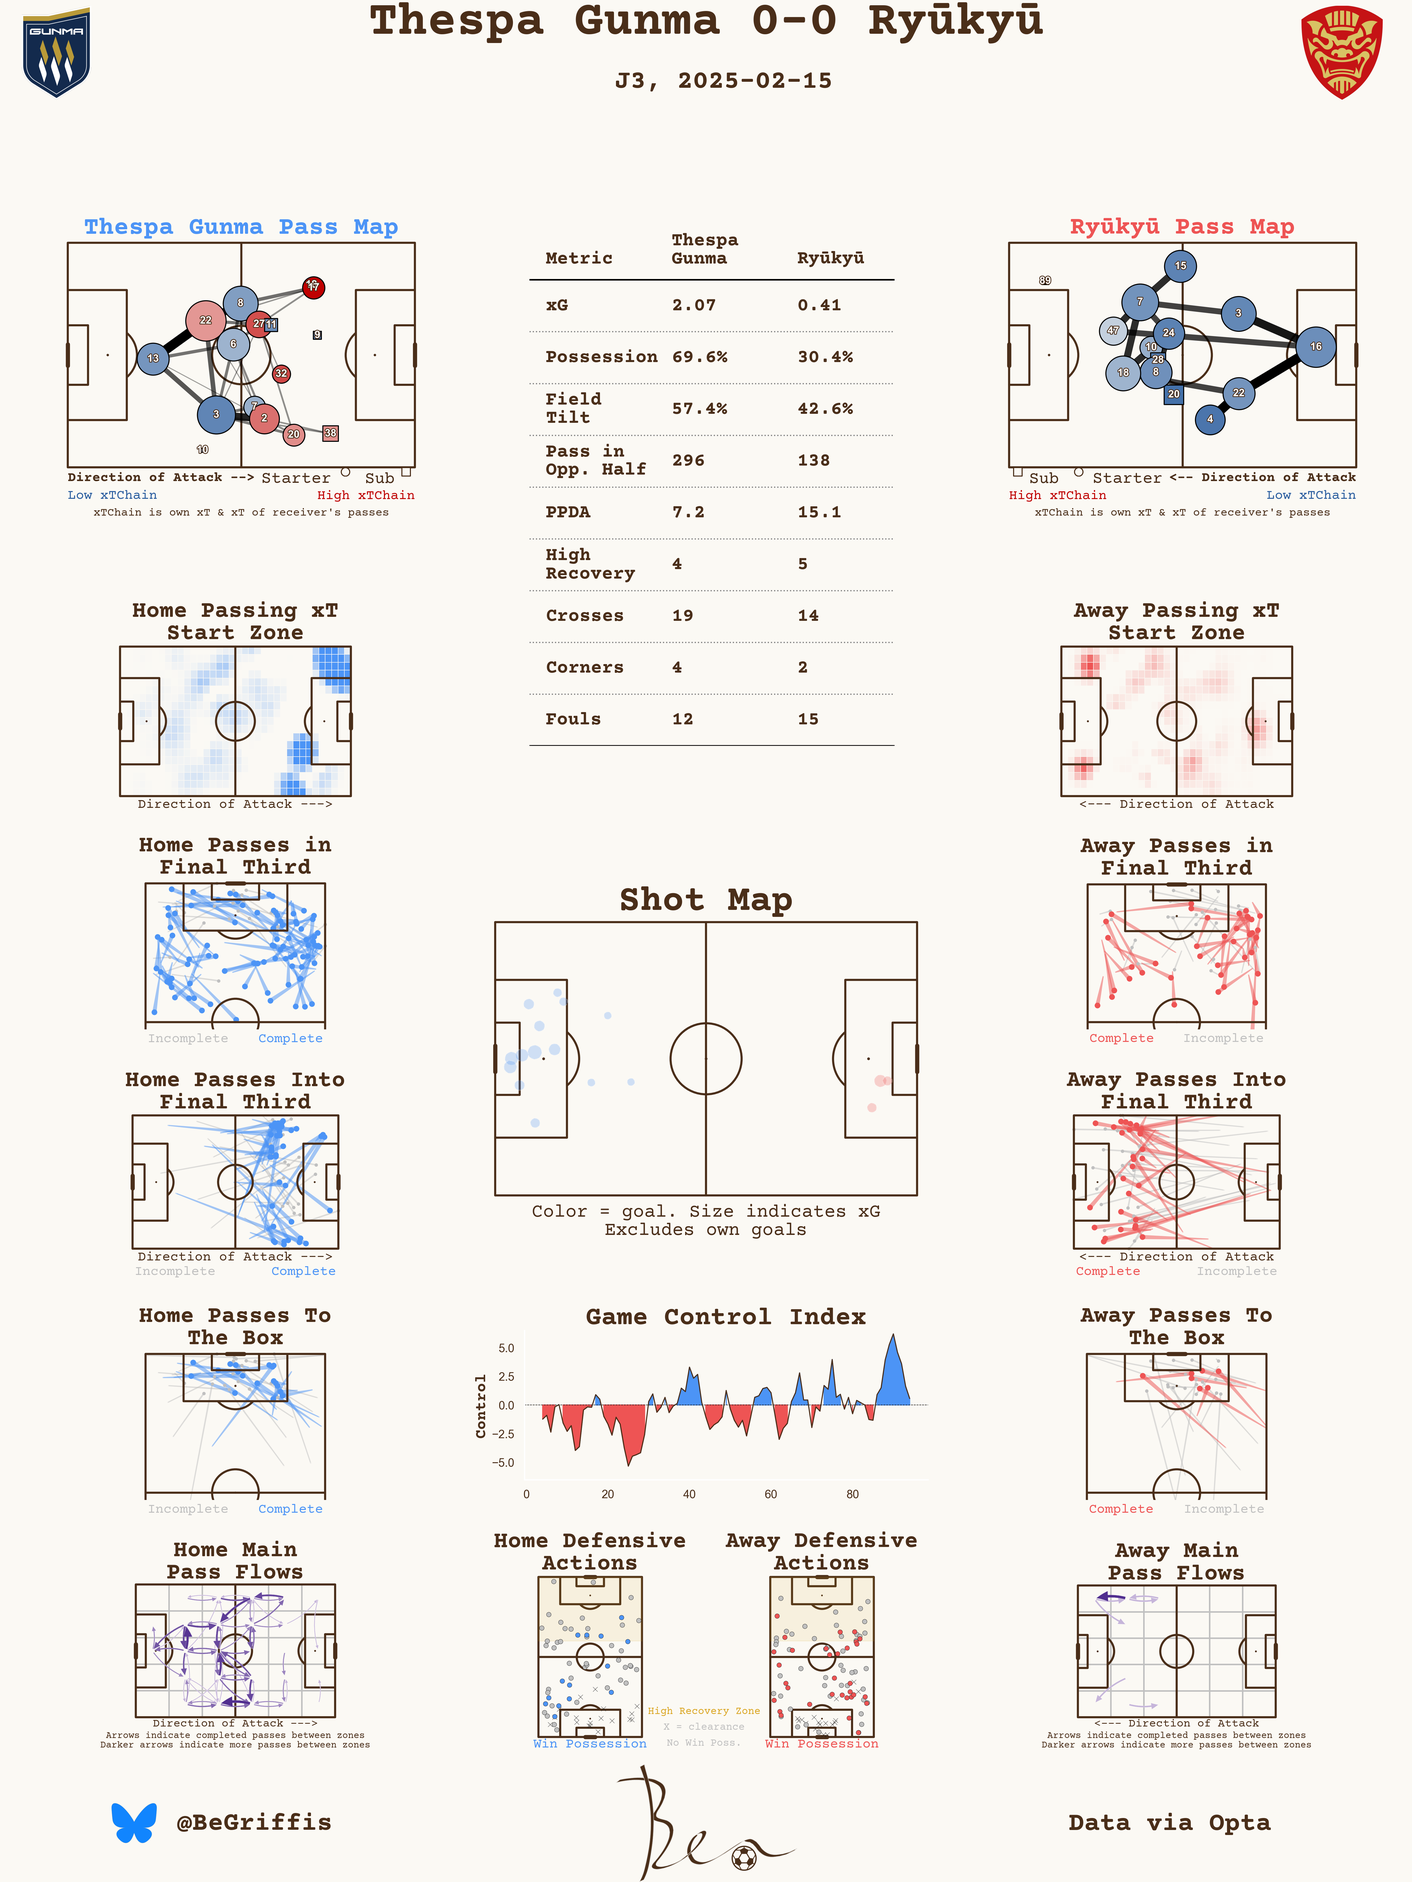 Thespa Gunma 0-0 Ryūkyū
J3, 2025-02-15
GUNMA
Thespa Gunma Pass Map
8
17
22
27
11
6
9
13
32
3
7
2
20
38
10
Direction of Attack --> Starter Sub
Low xTChain High xTChain
xTChain is own xT & xT of receiver's passes
Metric Thespa Gunma Ryūkyū
xG 2.07 0.41
Possession 69.6% 30.4%
Field Tilt 57.4% 42.6%
Pass in Opp. Half 296 138
PPDA 7.2 15.1
High Recovery 4 5
Crosses 19 14
Corners 4 2
Fouls 12 15
Ryūkyū Pass Map
15
89
7
3
47
24
10
16
28
18
8
20
22
4
Sub Starter <-- Direction of Attack
High xTChain Low xTChain
xTChain is own xT & xT of receiver's passes
Home Passing xT
Start Zone
Direction of Attack --->
Away Passing xT
Start Zone
<--- Direction of Attack
Home Passes in
Final Third
Incomplete Complete
Away Passes in
Final Third
Complete Incomplete
Shot Map
Color = goal. Size indicates xG
Excludes own goals
Home Passes Into
Final Third
Direction of Attack --->
Incomplete Complete
Away Passes Into
Final Third
<--- Direction of Attack
Complete Incomplete
Home Passes To
The Box
Incomplete Complete
Game Control Index
Control
5.0
2.5
0.0
−2.5
−5.0
0 20 40 60 80
Away Passes To
The Box
Complete Incomplete
Home Main
Pass Flows
Direction of Attack --->
Arrows indicate completed passes between zones
Darker arrows indicate more passes between zones
Home Defensive
Actions
Win Possession
High Recovery Zone
X = clearance
No Win Poss.
Away Defensive
Actions
Win Possession
Away Main
Pass Flows
<--- Direction of Attack
Arrows indicate completed passes between zones
Darker arrows indicate more passes between zones
@BeGriffis
Ben
Data via Opta